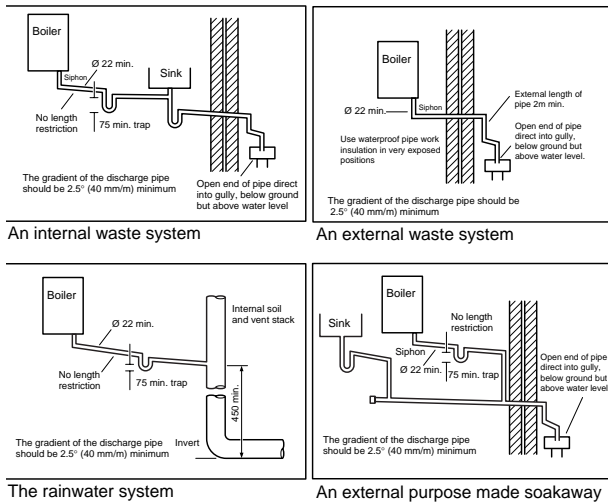 Boiler
Siphon
Ø 22 min.
No length
restriction
75 min. trap
Sink
The gradient of the discharge pipe
should be 2.5° (40 mm/m) minimum
Open end of pipe direct
into gully, below ground
but above water level
An internal waste system
Boiler
Ø 22 min.
Siphon
External length of
pipe 2m min.
Open end of pipe
direct into gully,
below ground but
above water level.
Use waterproof pipe work
insulation in very exposed
positions
The gradient of the discharge pipe should be
2.5° (40 mm/m) minimum
An external waste system
Boiler
Ø 22 min.
No length
restriction
75 min. trap
Internal soil
and vent stack
450 min.
Invert
The gradient of the discharge pipe
should be 2.5° (40 mm/m) minimum
The rainwater system
Sink
Boiler
Siphon
Ø 22 min.
No length
restriction
75 min. trap
Open end of pipe
direct into gully,
below ground but
above water level
The gradient of the discharge pipe
should be 2.5° (40 mm/m) minimum
An external purpose made soakaway